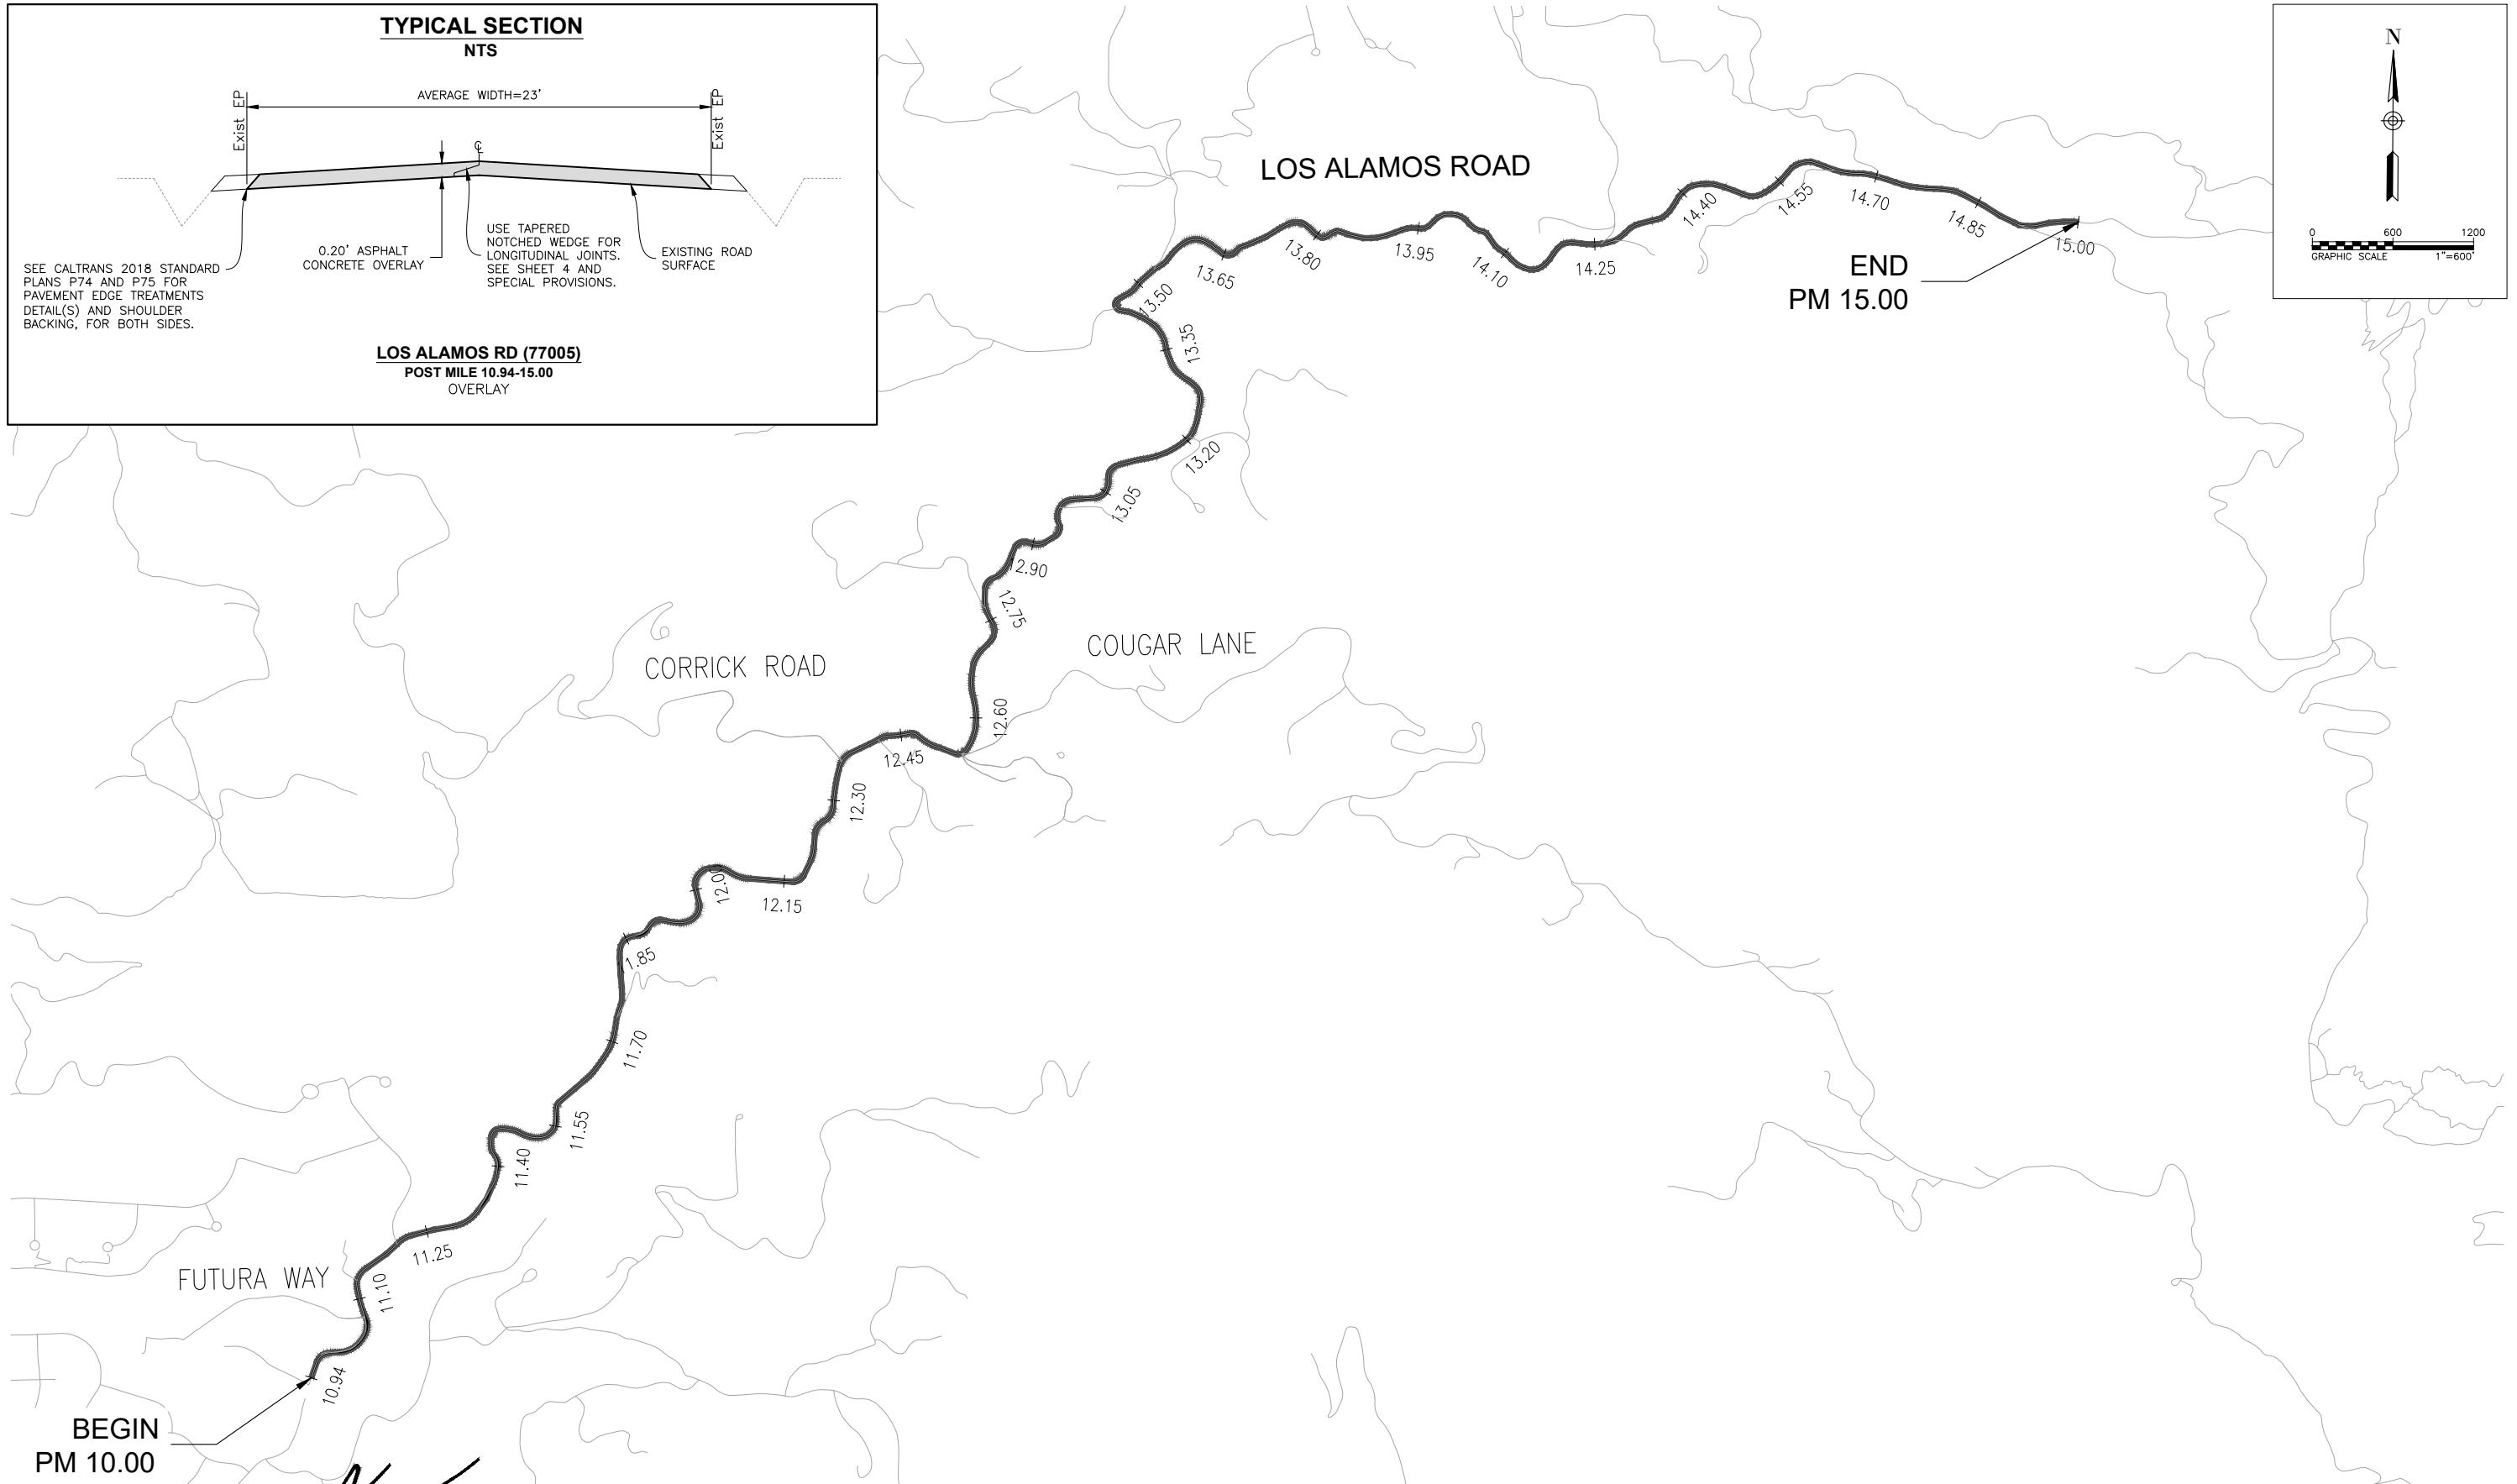 TYPICAL SECTION
NTS
AVERAGE WIDTH=23'
Exist EP
Exist EP
℄
SEE CALTRANS 2018 STANDARD
PLANS P74 AND P75 FOR
PAVEMENT EDGE TREATMENTS
DETAIL(S) AND SHOULDER
BACKING, FOR BOTH SIDES.
0.20' ASPHALT
CONCRETE OVERLAY
USE TAPERED
NOTCHED WEDGE FOR
LONGITUDINAL JOINTS.
SEE SHEET 4 AND
SPECIAL PROVISIONS.
EXISTING ROAD
SURFACE
LOS ALAMOS RD (77005)
POST MILE 10.94-15.00
OVERLAY
N
0 600 1200
GRAPHIC SCALE 1"=600'
LOS ALAMOS ROAD
END
PM 15.00
15.00
14.85
14.70
14.55
14.40
14.25
14.10
13.95
13.80
13.65
13.50
13.35
13.20
13.05
12.90
12.75
COUGAR LANE
CORRICK ROAD
12.60
12.45
12.30
12.15
12.00
1.85
11.70
11.55
11.40
11.25
FUTURA WAY
11.10
10.94
BEGIN
PM 10.00